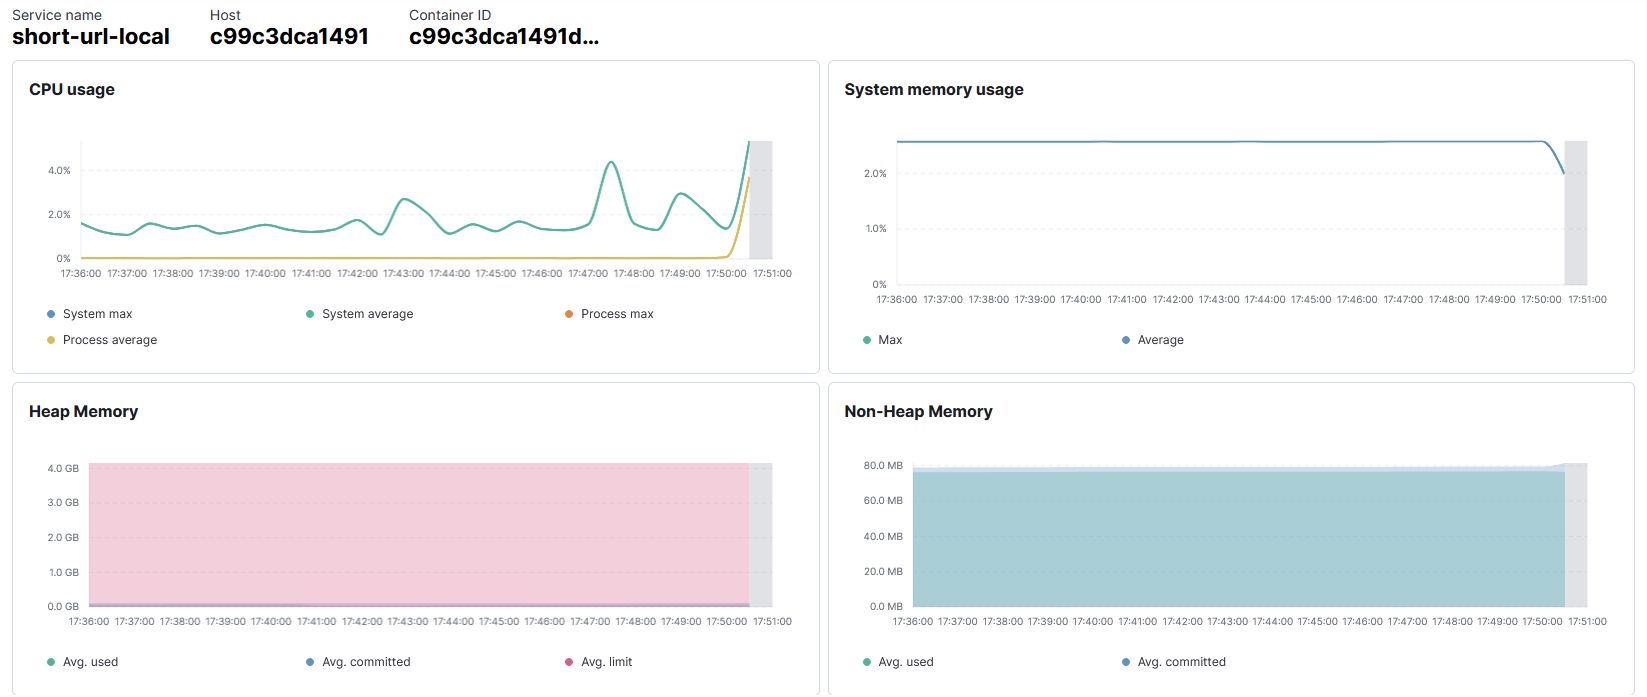 Service name Host Container ID
short-url-local c99c3dca1491 c99c3dca1491d...
CPU usage
4.0%
2.0%
0%
17:36:00 17:37:00 17:38:00 17:39:00 17:40:00 17:41:00 17:42:00 17:43:00 17:44:00 17:45:00 17:46:00 17:47:00 17:48:00 17:49:00 17:50:00 17:51:00
System max System average Process max
Process average
System memory usage
2.0%
1.0%
0%
17:36:00 17:37:00 17:38:00 17:39:00 17:40:00 17:41:00 17:42:00 17:43:00 17:44:00 17:45:00 17:46:00 17:47:00 17:48:00 17:49:00 17:50:00 17:51:00
Max Average
Heap Memory
4.0 GB
3.0 GB
2.0 GB
1.0 GB
0.0 GB
17:36:00 17:37:00 17:38:00 17:39:00 17:40:00 17:41:00 17:42:00 17:43:00 17:44:00 17:45:00 17:46:00 17:47:00 17:48:00 17:49:00 17:50:00 17:51:00
Avg. used Avg. committed Avg. limit
Non-Heap Memory
80.0 MB
60.0 MB
40.0 MB
20.0 MB
0.0 MB
17:36:00 17:37:00 17:38:00 17:39:00 17:40:00 17:41:00 17:42:00 17:43:00 17:44:00 17:45:00 17:46:00 17:47:00 17:48:00 17:49:00 17:50:00 17:51:00
Avg. used Avg. committed